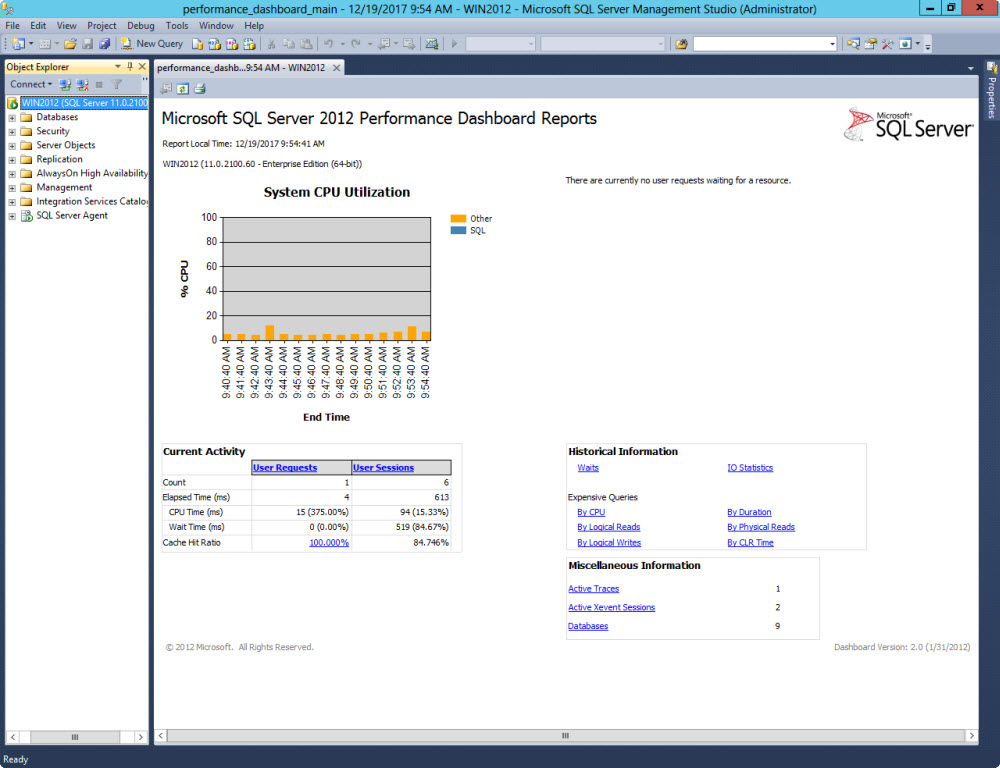 performance_dashboard_main - 12/19/2017 9:54 AM - WIN2012 - Microsoft SQL Server Management Studio (Administrator)
File Edit View Project Debug Tools Window Help
New Query
Object Explorer
performance_dashb...9:54 AM - WIN2012
Connect
WIN2012 (SQL Server 11.0.2100
Databases
Security
Server Objects
Replication
AlwaysOn High Availability
Management
Integration Services Catalo
SQL Server Agent
Properties
Microsoft SQL Server 2012 Performance Dashboard Reports
Microsoft®
SQL Server®
Report Local Time: 12/19/2017 9:54:41 AM
WIN2012 (11.0.2100.60 - Enterprise Edition (64-bit))
There are currently no user requests waiting for a resource.
System CPU Utilization
100
80
60
40
20
0
% CPU
Other
SQL
9:40:40 AM
9:41:40 AM
9:42:40 AM
9:43:40 AM
9:44:40 AM
9:45:40 AM
9:46:40 AM
9:47:40 AM
9:48:40 AM
9:49:40 AM
9:50:40 AM
9:51:40 AM
9:52:40 AM
9:53:40 AM
9:54:40 AM
End Time
Current Activity
User Requests User Sessions
Count 1 6
Elapsed Time (ms) 4 613
CPU Time (ms) 15 (375.00%) 94 (15.33%)
Wait Time (ms) 0 (0.00%) 519 (84.67%)
Cache Hit Ratio 100.000% 84.746%
Historical Information
Waits IO Statistics
Expensive Queries
By CPU By Duration
By Logical Reads By Physical Reads
By Logical Writes By CLR Time
Miscellaneous Information
Active Traces 1
Active Xevent Sessions 2
Databases 9
© 2012 Microsoft. All Rights Reserved.
Dashboard Version: 2.0 (1/31/2012)
Ready